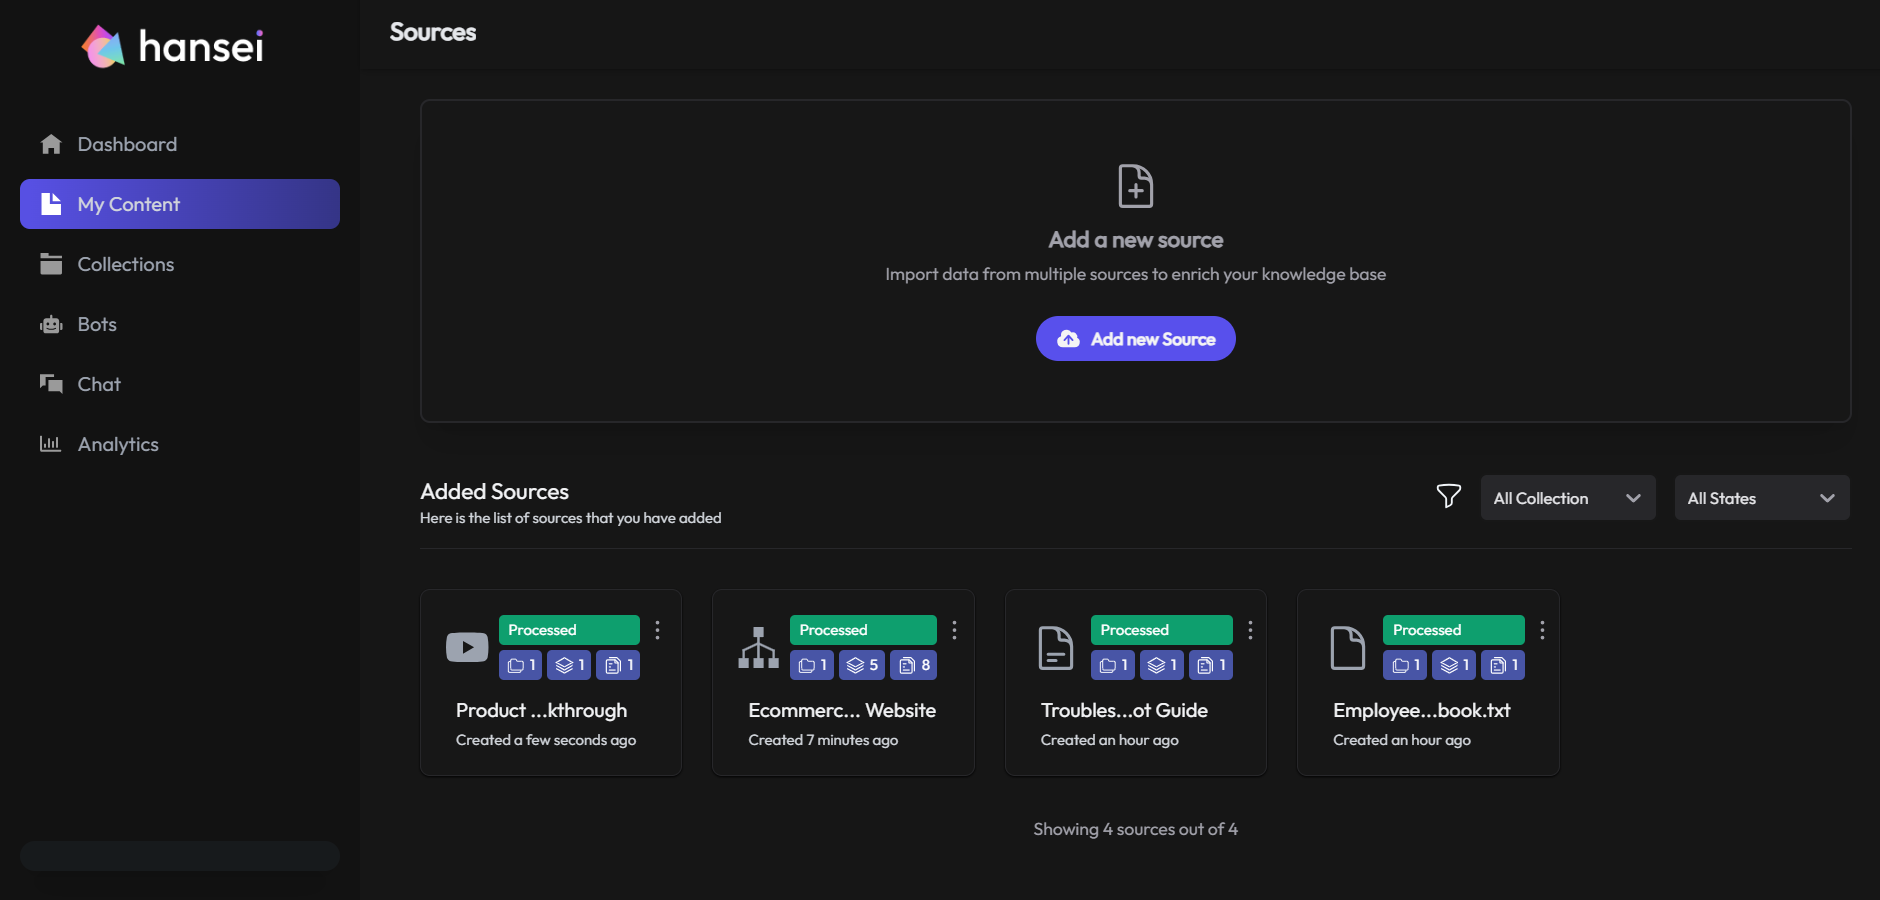 hansei
Dashboard
My Content
Collections
Bots
Chat
Analytics
Sources
Add a new source
Import data from multiple sources to enrich your knowledge base
Add new Source
Added Sources
Here is the list of sources that you have added
All Collection
All States
Processed
1 1 1
Product ...kthrough
Created a few seconds ago
Processed
1 5 8
Ecommerc... Website
Created 7 minutes ago
Processed
1 1 1
Troubles...ot Guide
Created an hour ago
Processed
1 1 1
Employee...book.txt
Created an hour ago
Showing 4 sources out of 4